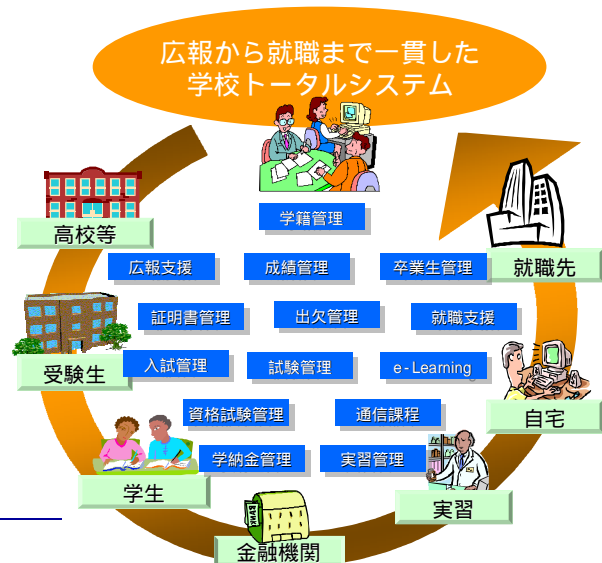 広報から就職まで一貫した
学校トータルシステム
学籍管理
高校等
広報支援
成績管理
卒業生管理
就職先
証明書管理
出欠管理
就職支援
受験生
入試管理
試験管理
e-Learning
資格試験管理
通信課程
自宅
学納金管理
実習管理
学生
実習
BANK
金融機関